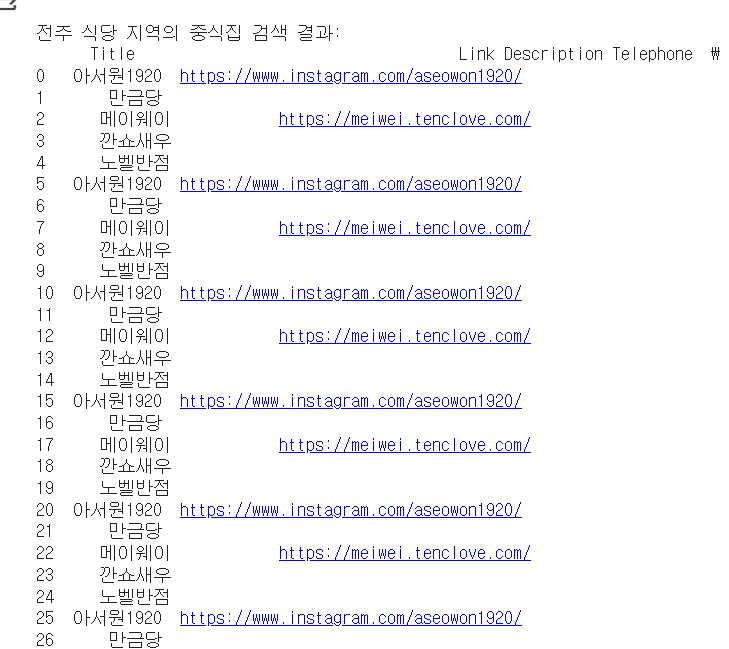 전주 식당 지역의 중식집 검색 결과:
Title Link Description Telephone ₩
0 아서원1920 https://www.instagram.com/aseowon1920/
1 만금당
2 메이웨이 https://meiwei.tenclove.com/
3 깐쇼새우
4 노벨반점
5 아서원1920 https://www.instagram.com/aseowon1920/
6 만금당
7 메이웨이 https://meiwei.tenclove.com/
8 깐쇼새우
9 노벨반점
10 아서원1920 https://www.instagram.com/aseowon1920/
11 만금당
12 메이웨이 https://meiwei.tenclove.com/
13 깐쇼새우
14 노벨반점
15 아서원1920 https://www.instagram.com/aseowon1920/
16 만금당
17 메이웨이 https://meiwei.tenclove.com/
18 깐쇼새우
19 노벨반점
20 아서원1920 https://www.instagram.com/aseowon1920/
21 만금당
22 메이웨이 https://meiwei.tenclove.com/
23 깐쇼새우
24 노벨반점
25 아서원1920 https://www.instagram.com/aseowon1920/
26 만금당